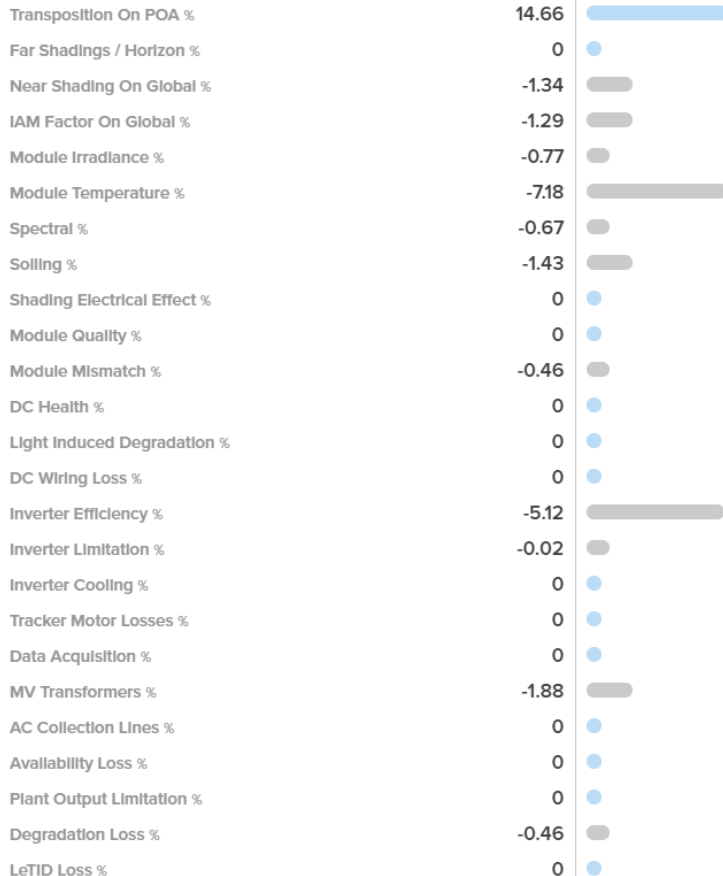 Transposition On POA % 14.66
Far Shadings / Horizon % 0
Near Shading On Global % -1.34
IAM Factor On Global % -1.29
Module Irradiance % -0.77
Module Temperature % -7.18
Spectral % -0.67
Soiling % -1.43
Shading Electrical Effect % 0
Module Quality % 0
Module Mismatch % -0.46
DC Health % 0
Light Induced Degradation % 0
DC Wiring Loss % 0
Inverter Efficiency % -5.12
Inverter Limitation % -0.02
Inverter Cooling % 0
Tracker Motor Losses % 0
Data Acquisition % 0
MV Transformers % -1.88
AC Collection Lines % 0
Availability Loss % 0
Plant Output Limitation % 0
Degradation Loss % -0.46
LeTID Loss % 0